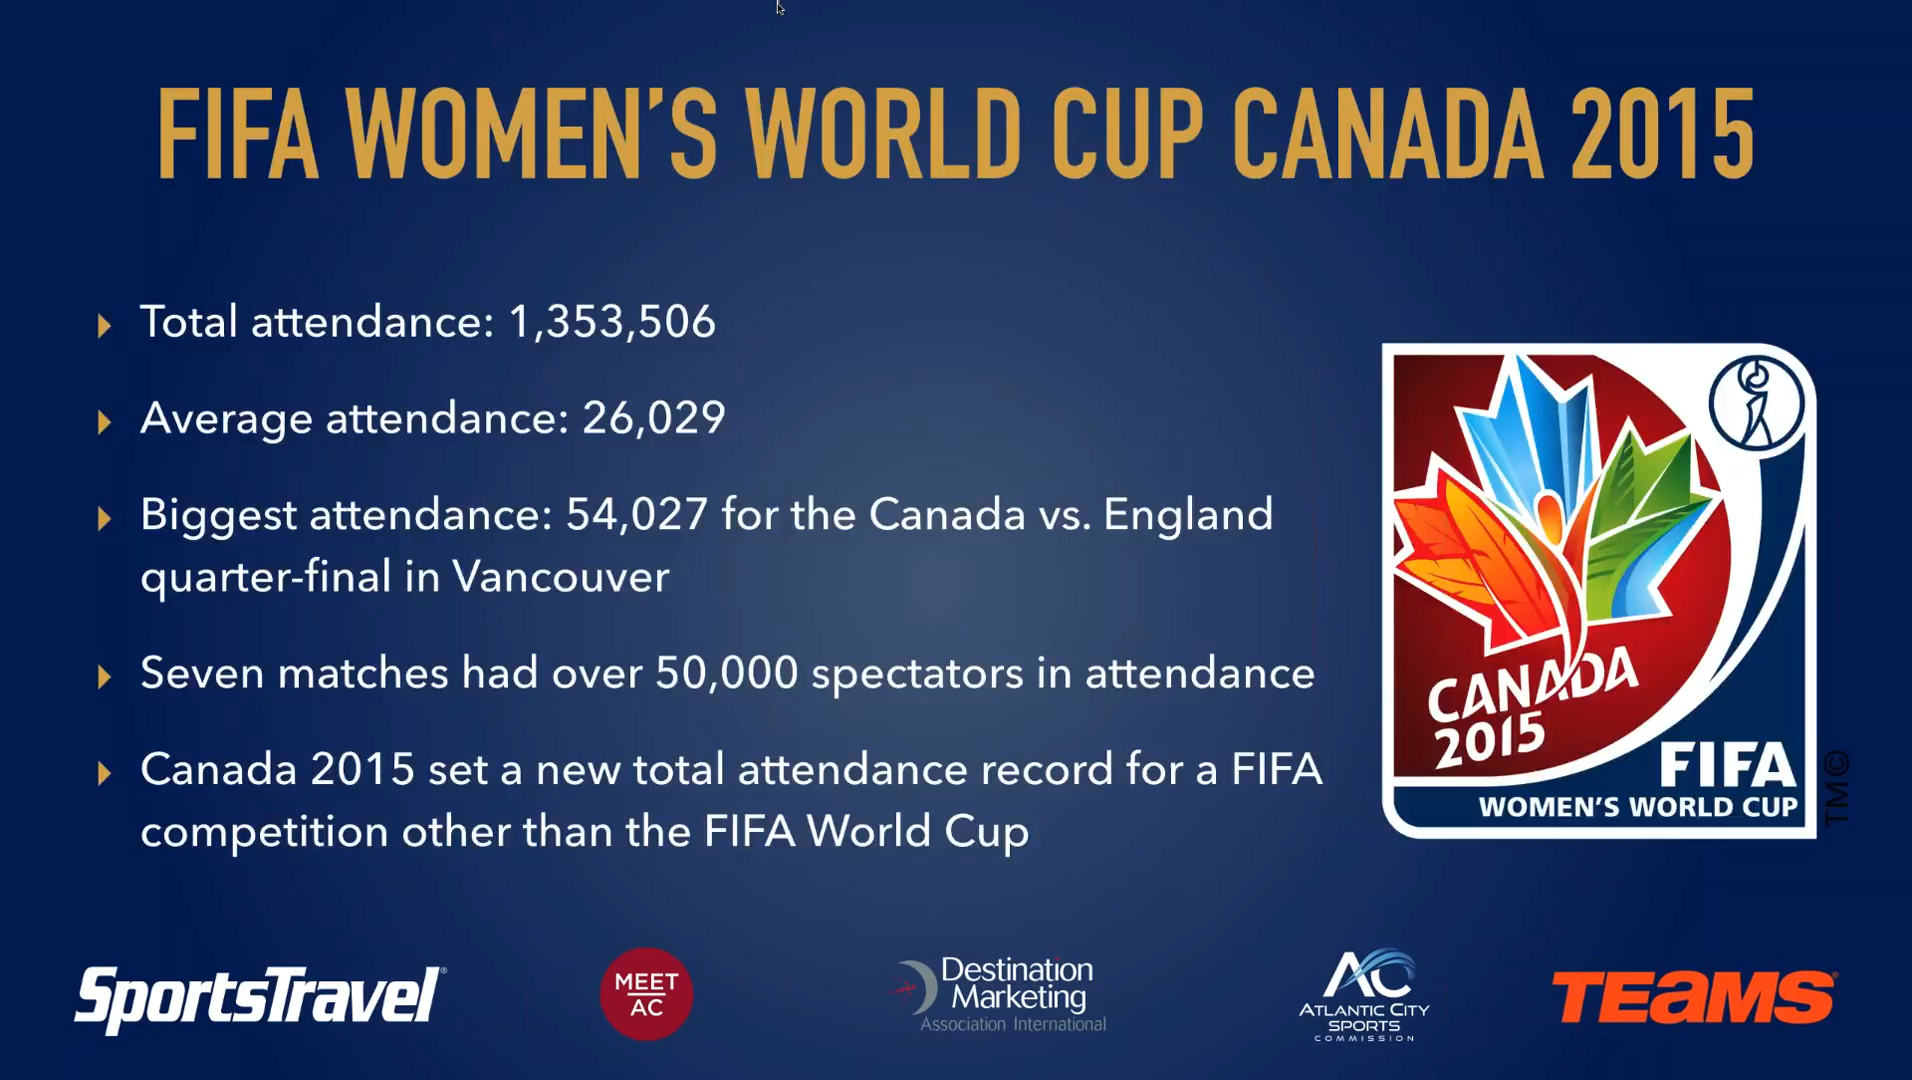 FIFA WOMEN’S WORLD CUP CANADA 2015
Total attendance: 1,353,506
Average attendance: 26,029
Biggest attendance: 54,027 for the Canada vs. England
quarter-final in Vancouver
Seven matches had over 50,000 spectators in attendance
Canada 2015 set a new total attendance record for a FIFA
competition other than the FIFA World Cup
CANADA
2015
FIFA
WOMEN’S WORLD CUP
TM©
SportsTravel®
MEET
AC
Destination
Marketing
Association International
AC
ATLANTIC CITY
SPORTS
COMMISSION
TEAMS®